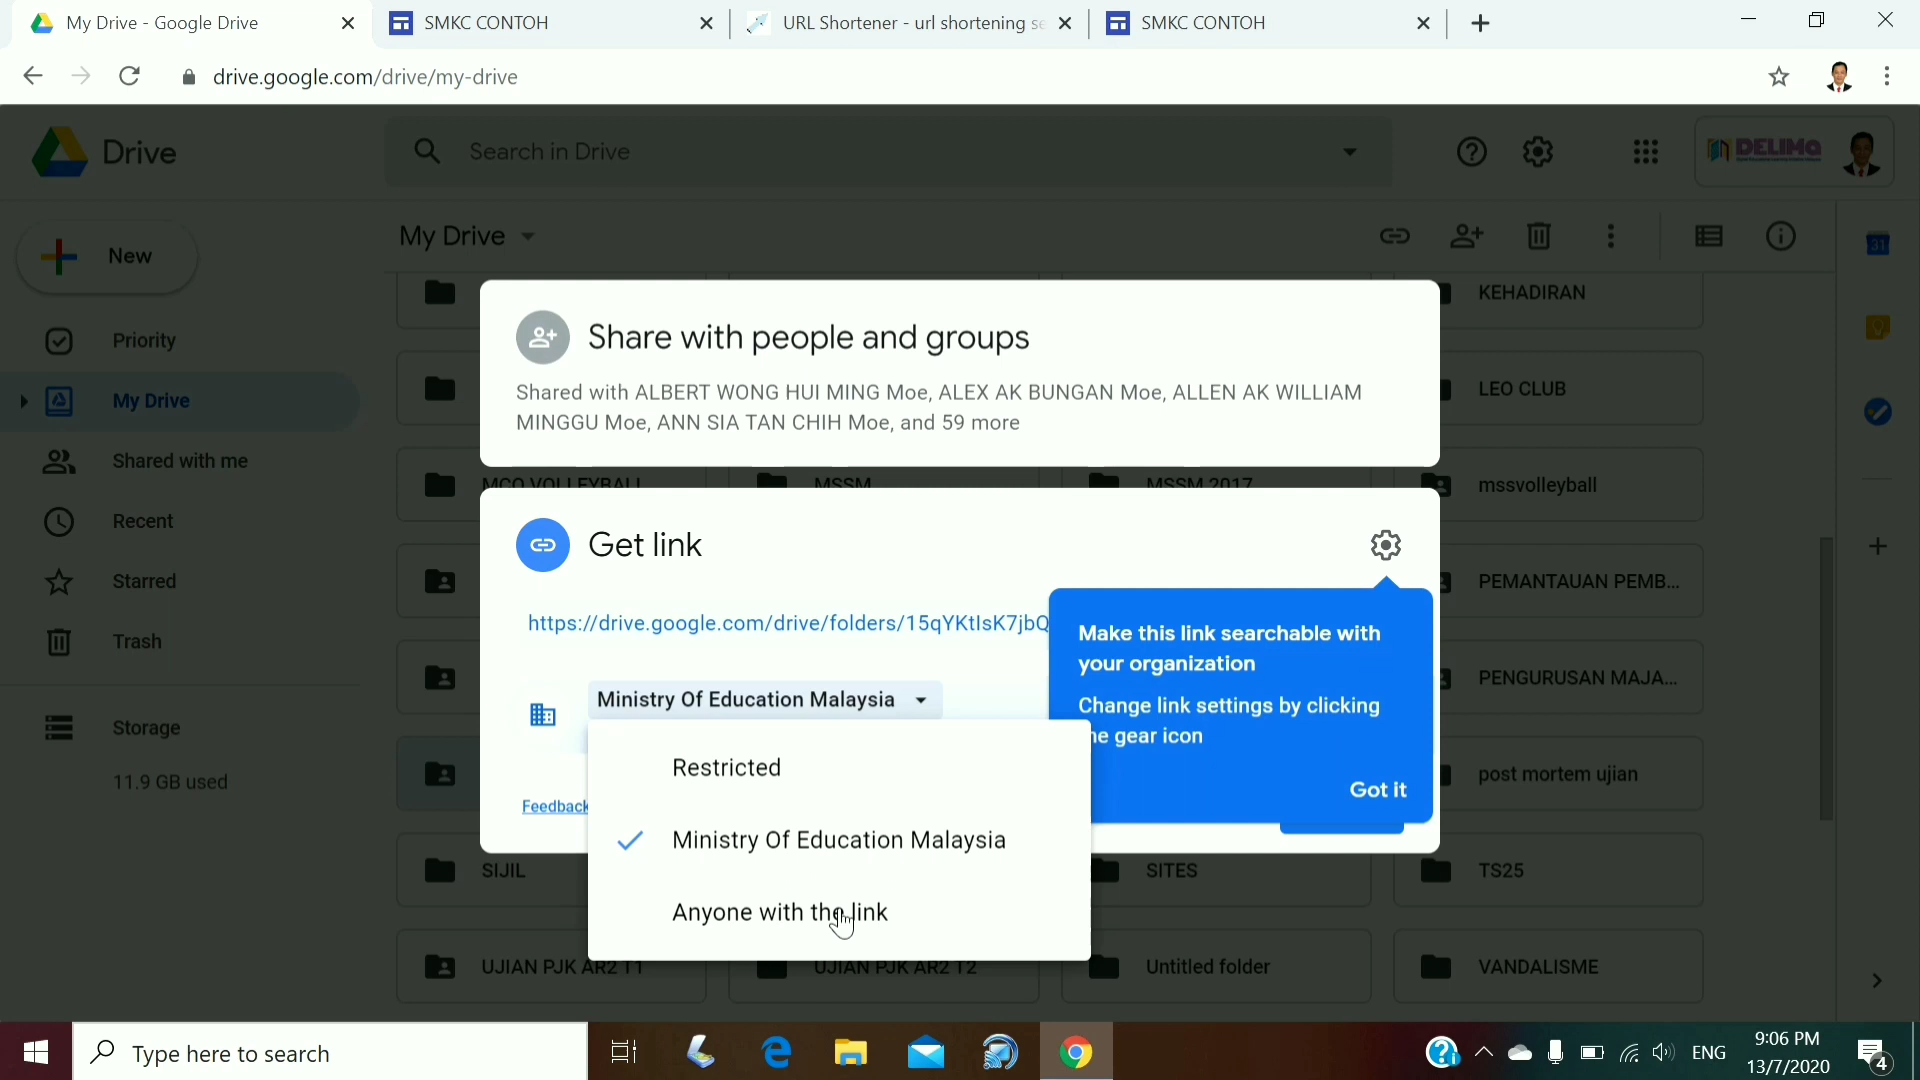 My Drive - Google Drive
SMKC CONTOH
URL Shortener - url shortening se
SMKC CONTOH
drive.google.com/drive/my-drive
Drive
Search in Drive
DELIMa
New
My Drive
31
Priority
My Drive
Shared with me
Recent
Starred
Trash
Storage
11.9 GB used
KEHADIRAN
LEO CLUB
MCO VOLLEYBALL
MSSM
MSSM 2017
mssvolleyball
PEMANTAUAN PEMB...
PENGURUSAN MAJA...
post mortem ujian
SIJIL
SITES
TS25
UJIAN PJK AR2 T1
UJIAN PJK AR2 T2
Untitled folder
VANDALISME
Share with people and groups
Shared with ALBERT WONG HUI MING Moe, ALEX AK BUNGAN Moe, ALLEN AK WILLIAM
MINGGU Moe, ANN SIA TAN CHIH Moe, and 59 more
Get link
https://drive.google.com/drive/folders/15qYKtIsK7jbQ
Make this link searchable with
your organization
Change link settings by clicking
he gear icon
Got it
Ministry Of Education Malaysia
Restricted
Ministry Of Education Malaysia
Anyone with the link
Feedback
Type here to search
ENG
9:06 PM
13/7/2020
4